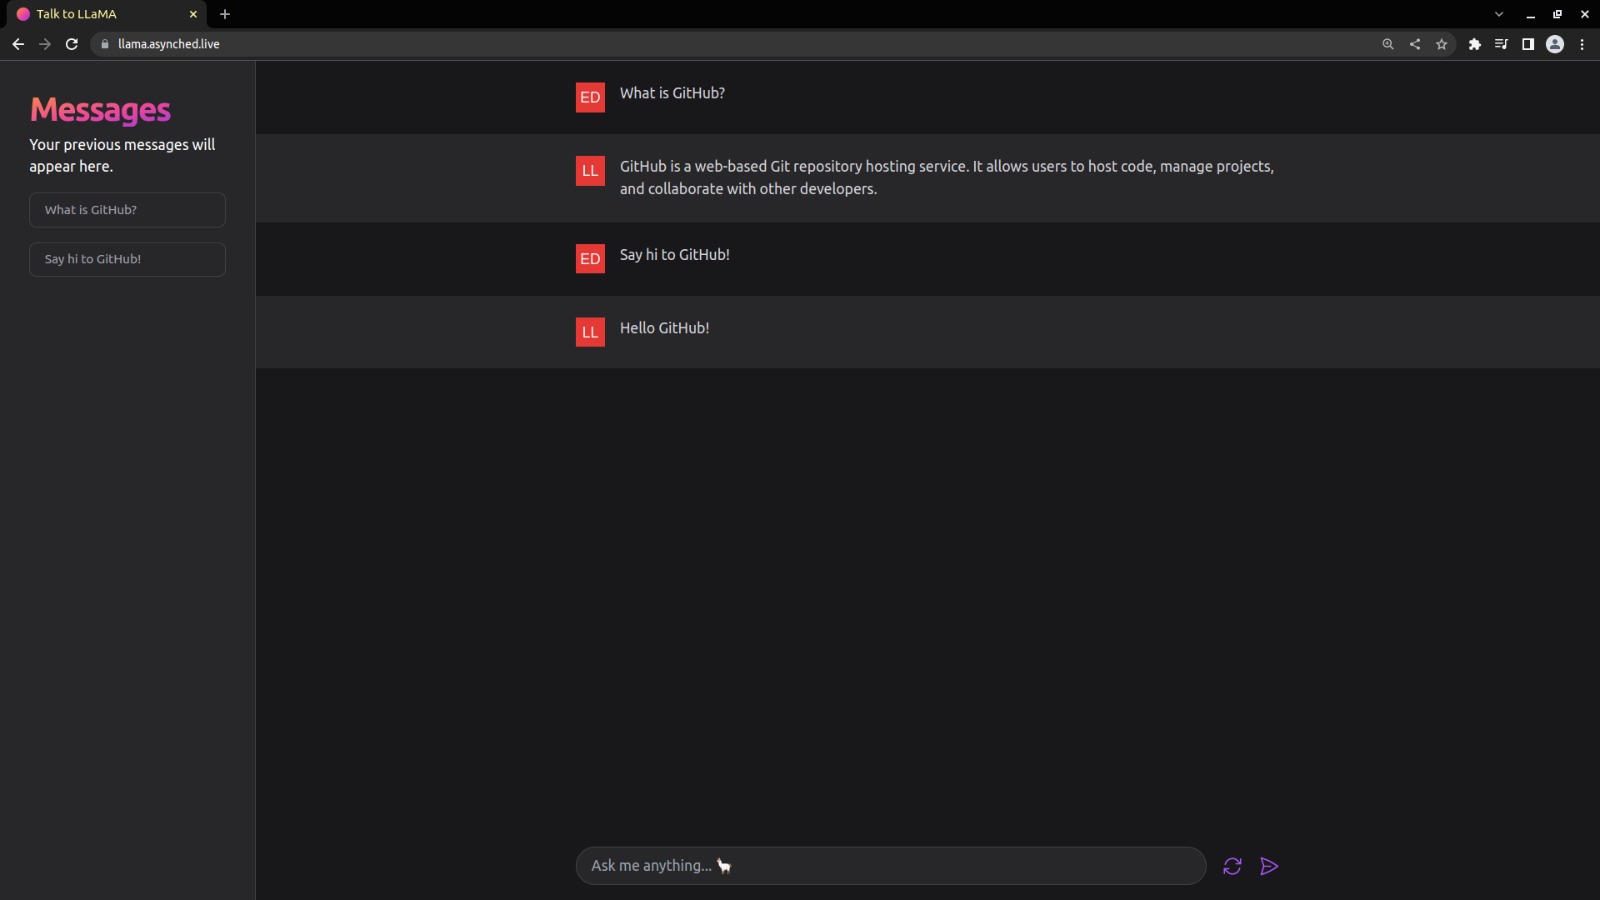 Talk to LLaMA
llama.asynched.live
Messages
Your previous messages will
appear here.
What is GitHub?
Say hi to GitHub!
ED
What is GitHub?
LL
GitHub is a web-based Git repository hosting service. It allows users to host code, manage projects,
and collaborate with other developers.
ED
Say hi to GitHub!
LL
Hello GitHub!
Ask me anything... 🦙